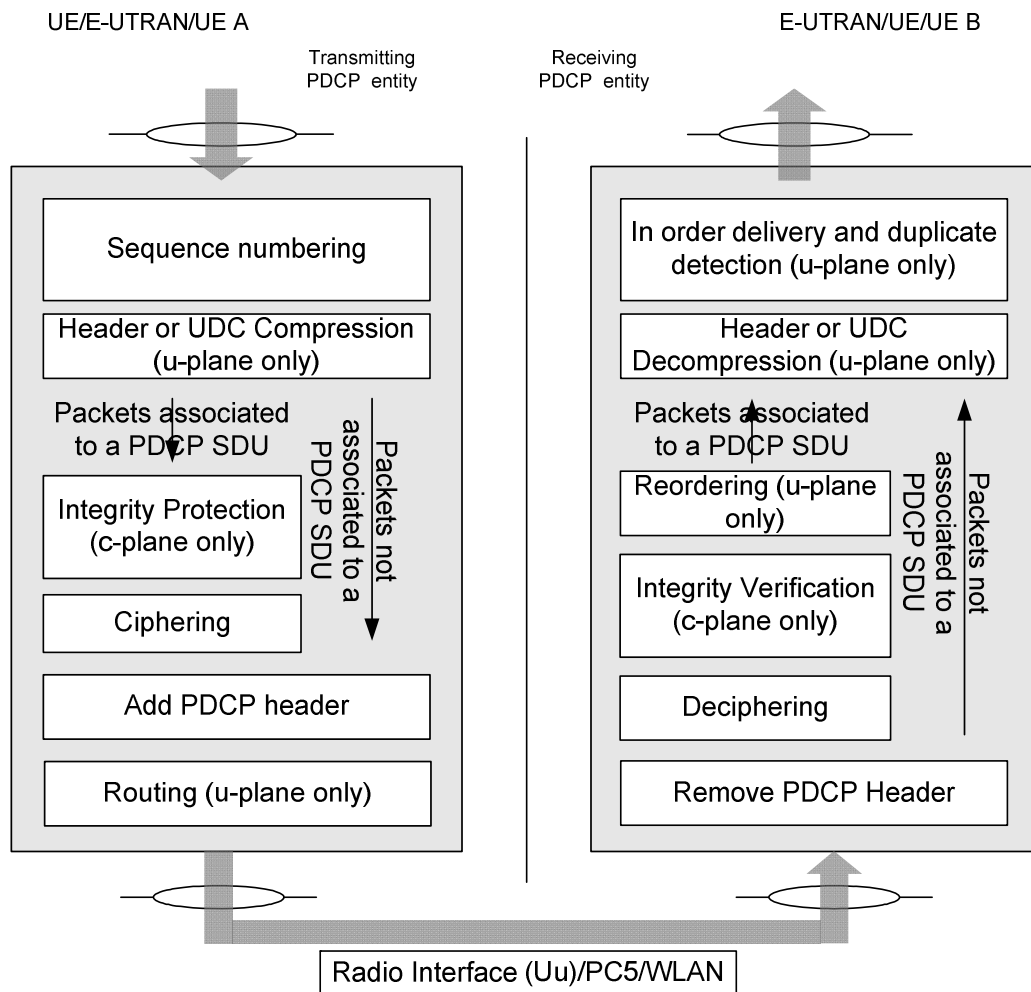 UE/E-UTRAN/UE A
E-UTRAN/UE/UE B
Transmitting
PDCP entity
Receiving
PDCP entity
Sequence numbering
Header or UDC Compression
(u-plane only)
Packets associated
to a PDCP SDU
Packets not
associated to a
PDCP SDU
Integrity Protection
(c-plane only)
Ciphering
Add PDCP header
Routing (u-plane only)
In order delivery and duplicate
detection (u-plane only)
Header or UDC
Decompression (u-plane only)
Packets associated
to a PDCP SDU
Reordering (u-plane
only)
Packets not
associated to a
PDCP SDU
Integrity Verification
(c-plane only)
Deciphering
Remove PDCP Header
Radio Interface (Uu)/PC5/WLAN